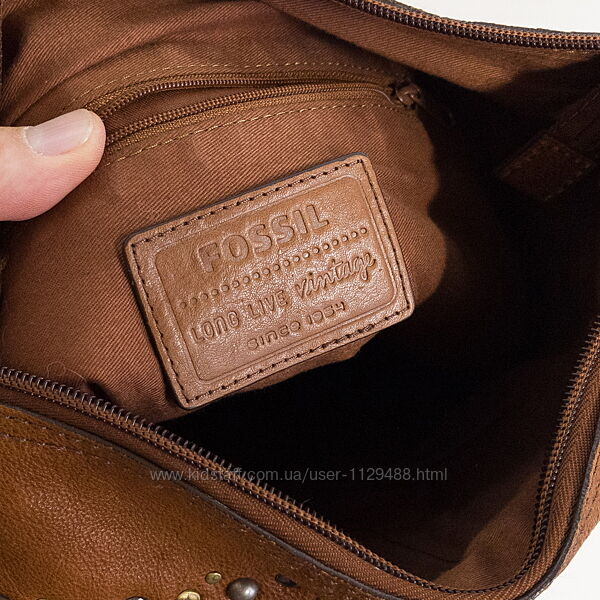 FOSSIL
LONG LIVE vintage
SINCE 1954
www.kidstaff.com.ua/user-1129488.html